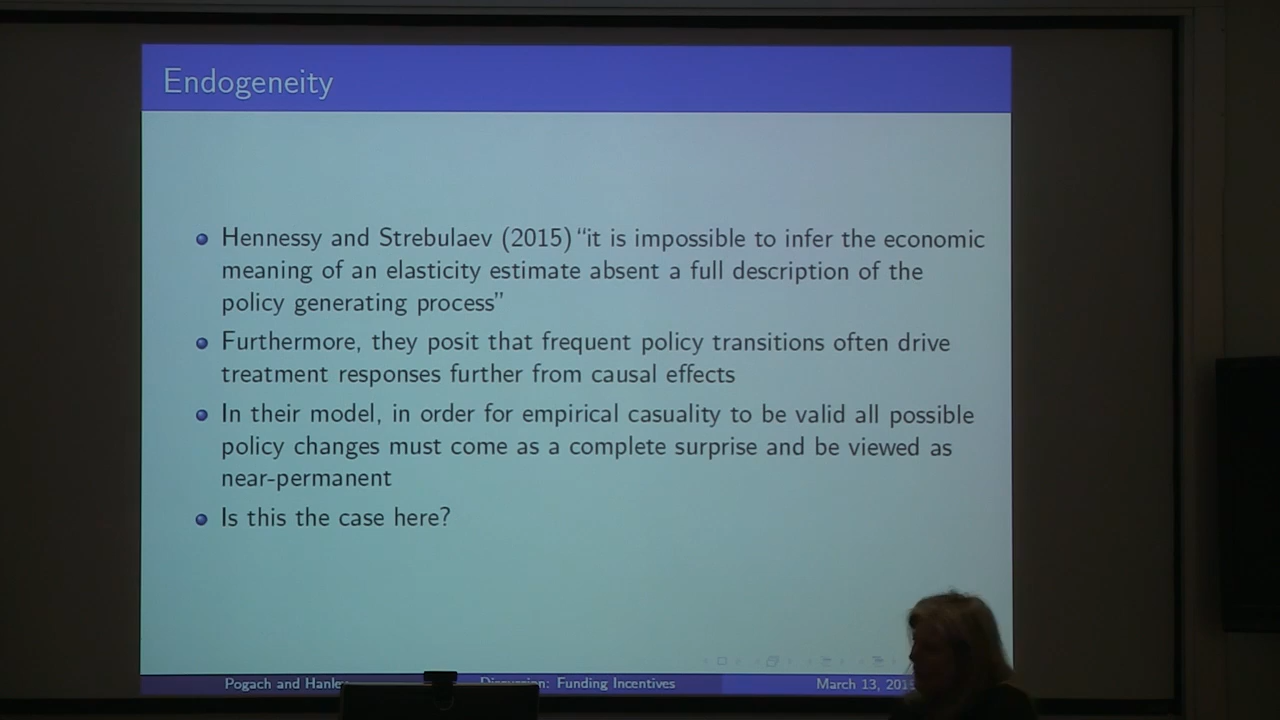 Endogeneity
Hennessy and Strebulaev (2015) “it is impossible to infer the economic
meaning of an elasticity estimate absent a full description of the
policy generating process”
Furthermore, they posit that frequent policy transitions often drive
treatment responses further from causal effects
In their model, in order for empirical casuality to be valid all possible
policy changes must come as a complete surprise and be viewed as
near-permanent
Is this the case here?
Pogach and Discussion: Funding Incentives March 13,